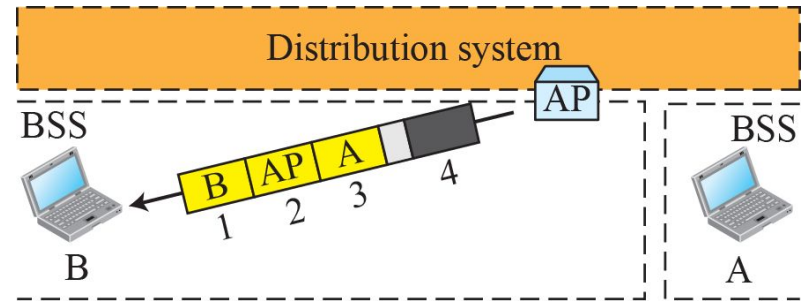 Distribution system
AP
BSS
BSS
B AP A
1 2 3 4
B
A